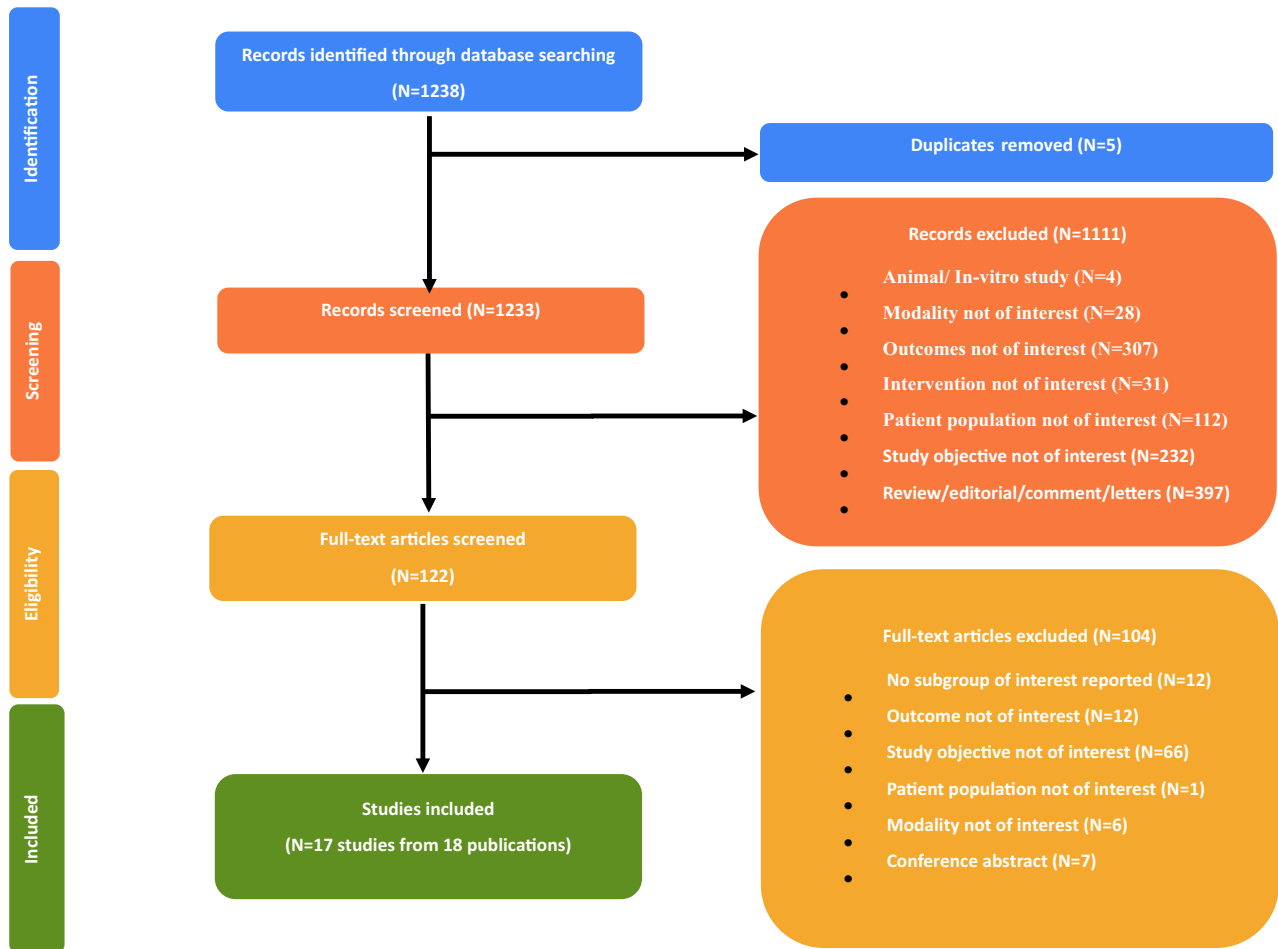 Identification
Records identified through database searching
(N=1238)
Duplicates removed (N=5)
Screening
Records screened (N=1233)
Records excluded (N=1111)
• Animal/ In-vitro study (N=4)
• Modality not of interest (N=28)
• Outcomes not of interest (N=307)
• Intervention not of interest (N=31)
• Patient population not of interest (N=112)
• Study objective not of interest (N=232)
• Review/editorial/comment/letters (N=397)
Eligibility
Full-text articles screened
(N=122)
Full-text articles excluded (N=104)
• No subgroup of interest reported (N=12)
• Outcome not of interest (N=12)
• Study objective not of interest (N=66)
• Patient population not of interest (N=1)
• Modality not of interest (N=6)
• Conference abstract (N=7)
Included
Studies included
(N=17 studies from 18 publications)